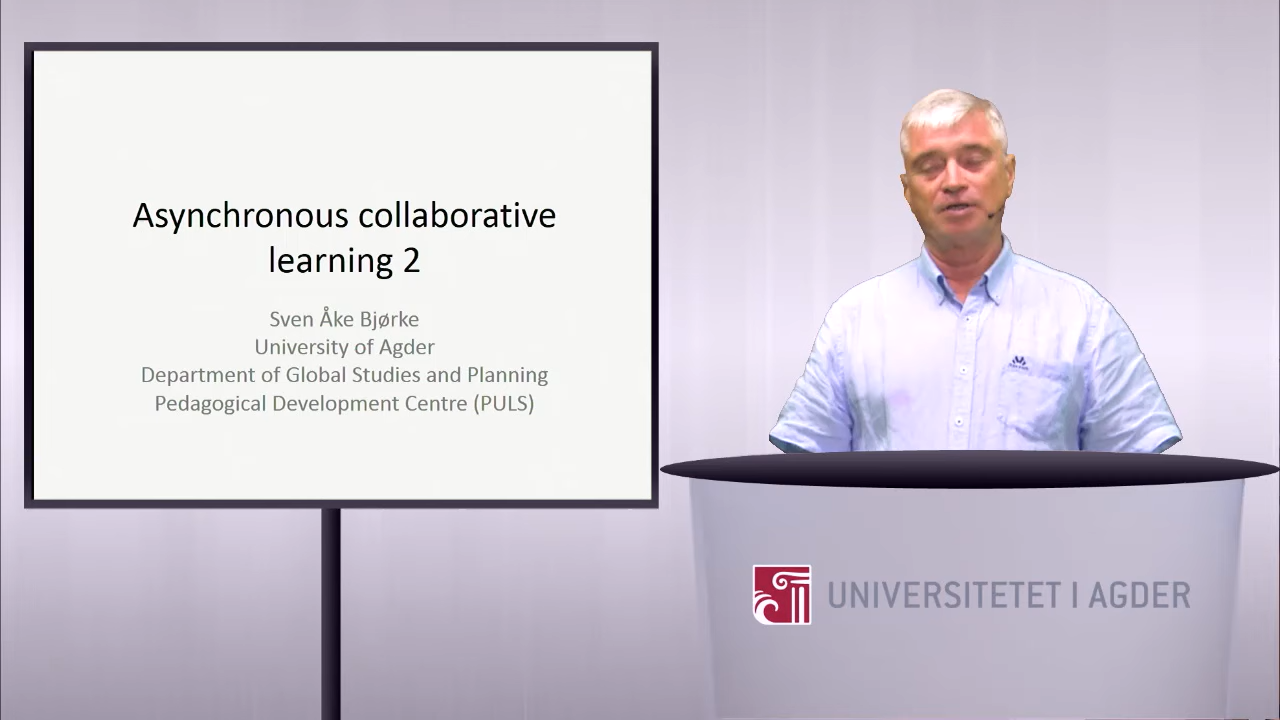 Asynchronous collaborative
learning 2
Sven Åke Bjørke
University of Agder
Department of Global Studies and Planning
Pedagogical Development Centre (PULS)
UNIVERSITETET I AGDER